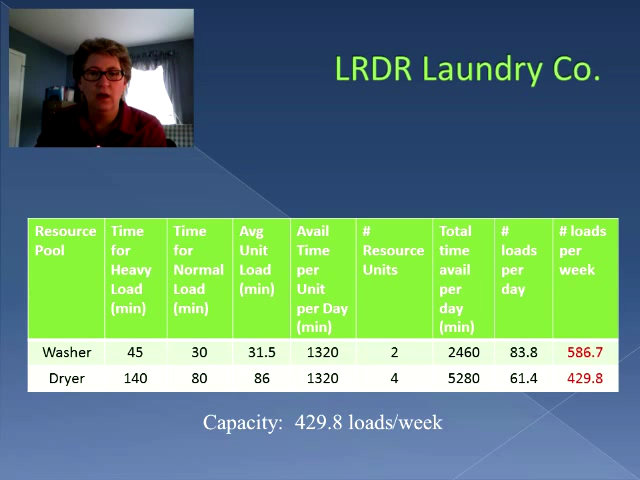 LRDR Laundry Co.
Resource Pool | Time for Heavy Load (min) | Time for Normal Load (min) | Avg Unit Load (min) | Avail Time per Unit per Day (min) | # Resource Units | Total time avail per day (min) | # loads per day | # loads per week
Washer | 45 | 30 | 31.5 | 1320 | 2 | 2460 | 83.8 | 586.7
Dryer | 140 | 80 | 86 | 1320 | 4 | 5280 | 61.4 | 429.8
Capacity: 429.8 loads/week